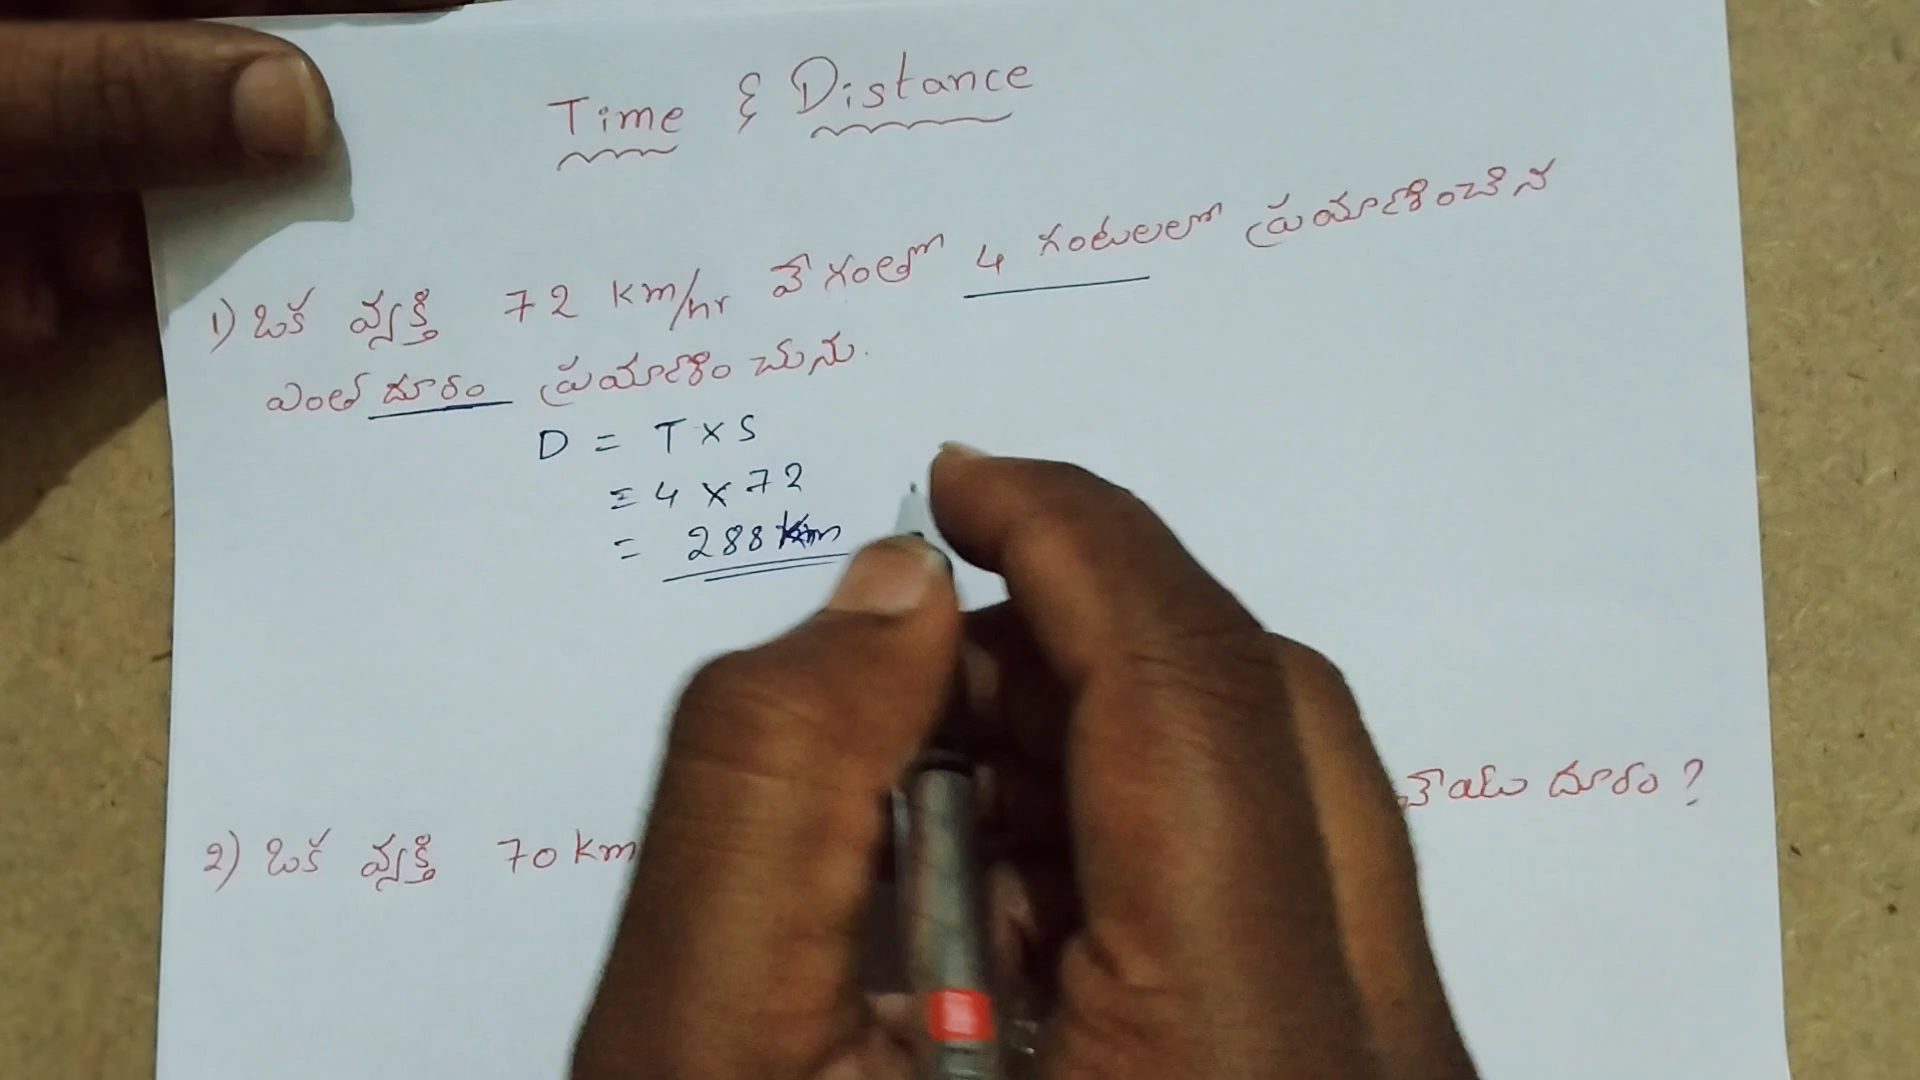 Time & Distance
1) ఒక వ్యక్తి 72 km/hr వేగంతో 4 గంటలలో ప్రయాణించిన
ఎంత దూరం ప్రయాణించును.
D = T × S
= 4 × 72
= 288 km
2) ఒక వ్యక్తి 70 km దూరం ?